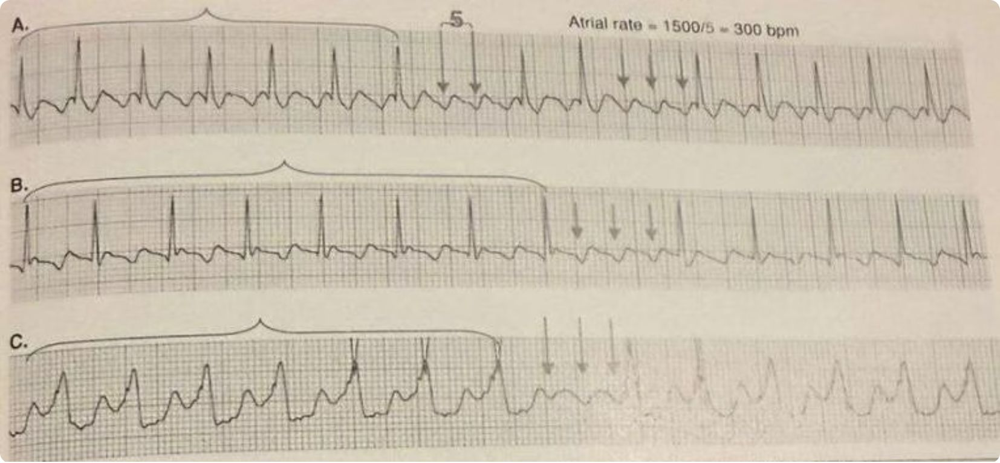 A.
5
Atrial rate = 1500/5 = 300 bpm
B.
C.